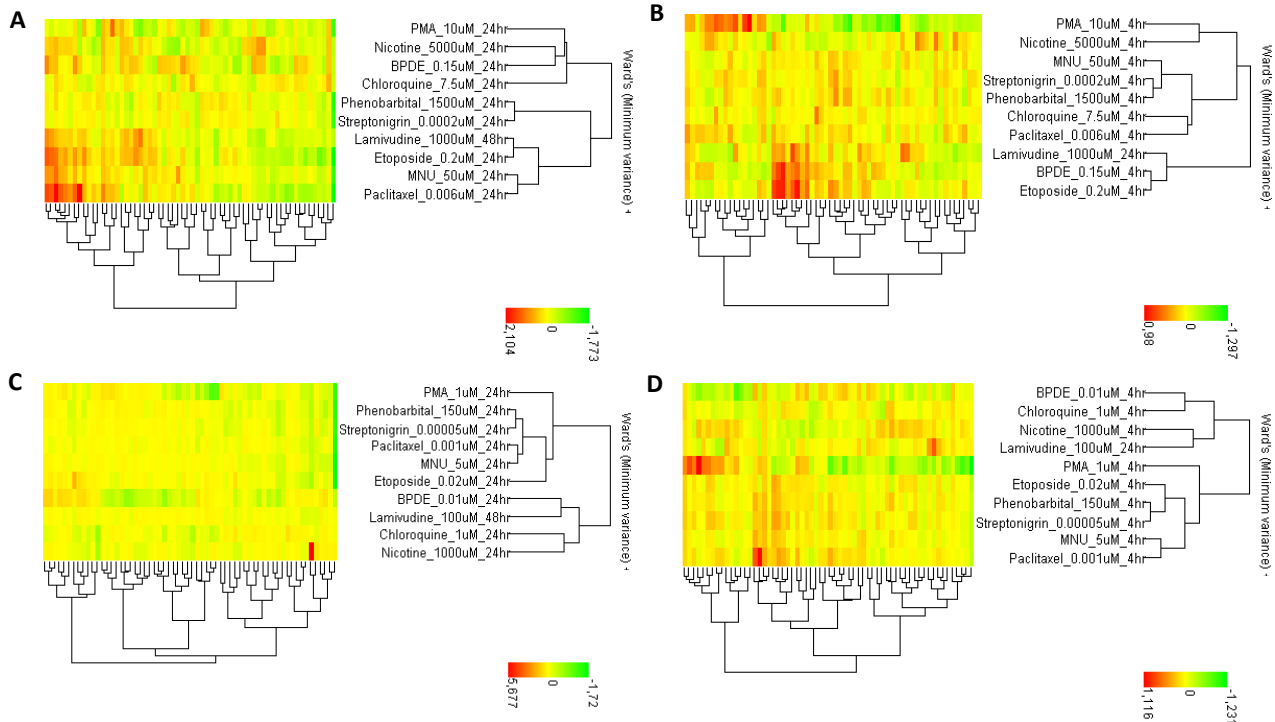 A
PMA_10uM_24hr
Nicotine_5000uM_24hr
BPDE_0.15uM_24hr
Chloroquine_7.5uM_24hr
Phenobarbital_1500uM_24hr
Streptonigrin_0.0002uM_24hr
Lamivudine_1000uM_48hr
Etoposide_0.2uM_24hr
MNU_50uM_24hr
Paclitaxel_0.006uM_24hr
Ward's (Minimum variance) +
2,104
0
-1,773
B
PMA_10uM_4hr
Nicotine_5000uM_4hr
MNU_50uM_4hr
Streptonigrin_0.0002uM_4hr
Phenobarbital_1500uM_4hr
Chloroquine_7.5uM_4hr
Paclitaxel_0.006uM_4hr
Lamivudine_1000uM_24hr
BPDE_0.15uM_4hr
Etoposide_0.2uM_4hr
Ward's (Minimum variance) +
0,98
0
-1,297
C
PMA_1uM_24hr
Phenobarbital_150uM_24hr
Streptonigrin_0.00005uM_24hr
Paclitaxel_0.001uM_24hr
MNU_5uM_24hr
Etoposide_0.02uM_24hr
BPDE_0.01uM_24hr
Lamivudine_100uM_48hr
Chloroquine_1uM_24hr
Nicotine_1000uM_24hr
Ward's (Minimum variance) +
5,677
0
-1,72
D
BPDE_0.01uM_4hr
Chloroquine_1uM_4hr
Nicotine_1000uM_4hr
Lamivudine_100uM_24hr
PMA_1uM_4hr
Etoposide_0.02uM_4hr
Phenobarbital_150uM_4hr
Streptonigrin_0.00005uM_4hr
MNU_5uM_4hr
Paclitaxel_0.001uM_4hr
Ward's (Minimum variance) +
1,116
0
-1,231